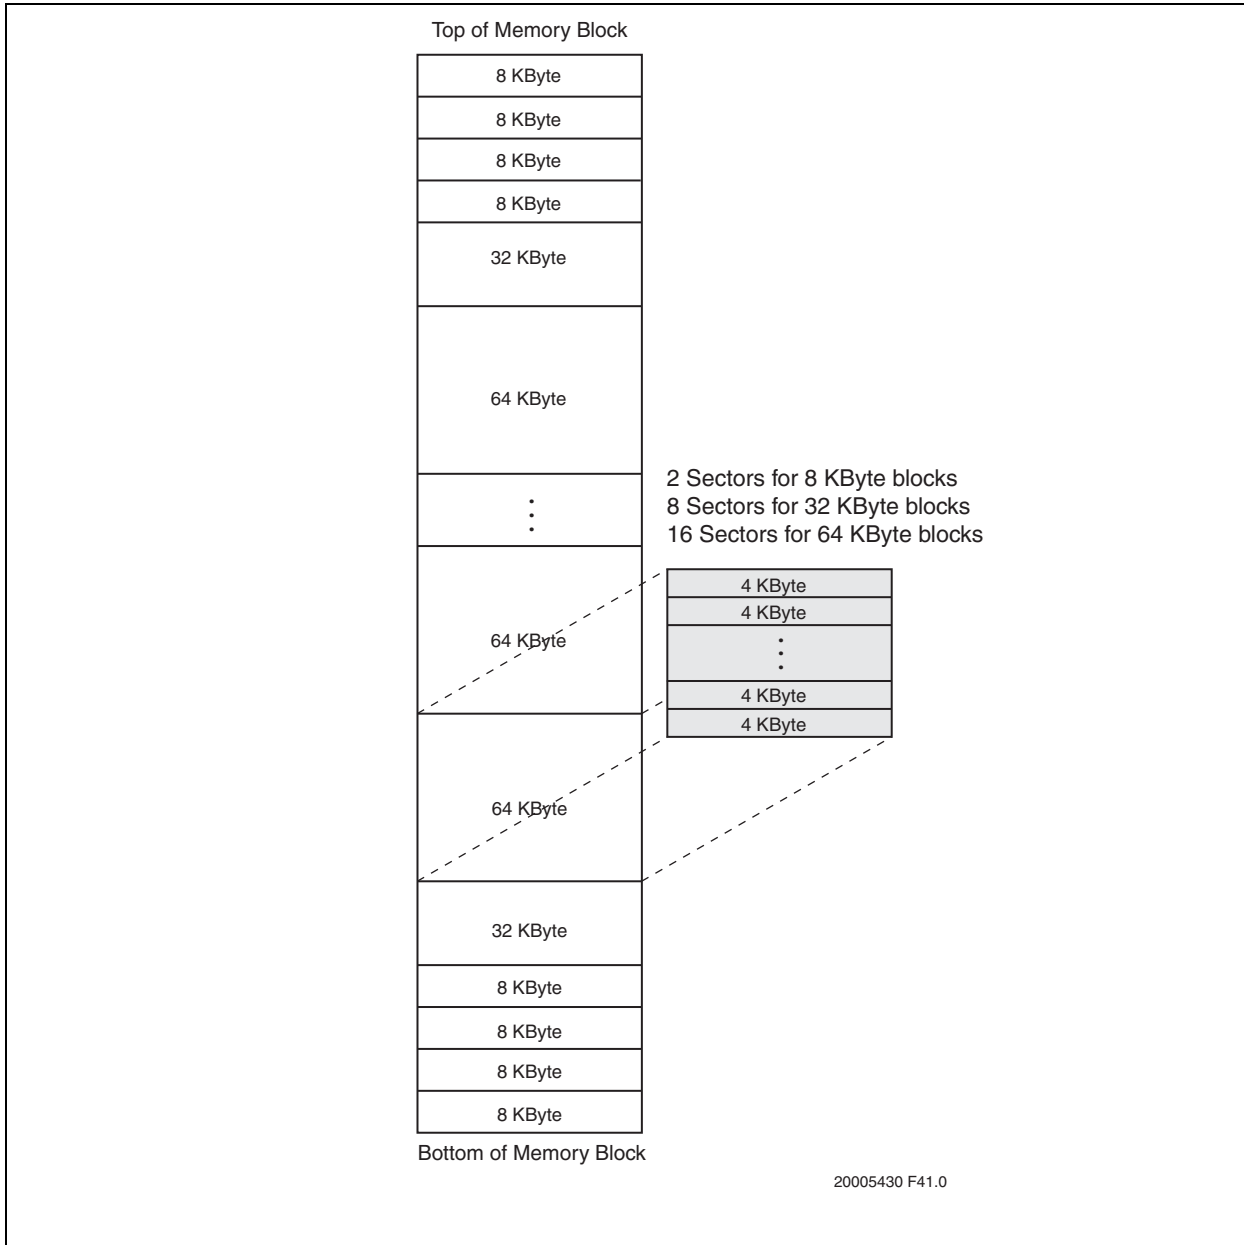 Top of Memory Block
8 KByte
8 KByte
8 KByte
8 KByte
32 KByte
64 KByte
2 Sectors for 8 KByte blocks
8 Sectors for 32 KByte blocks
16 Sectors for 64 KByte blocks
64 KByte
4 KByte
4 KByte
4 KByte
4 KByte
64 KByte
32 KByte
8 KByte
8 KByte
8 KByte
8 KByte
Bottom of Memory Block
20005430 F41.0